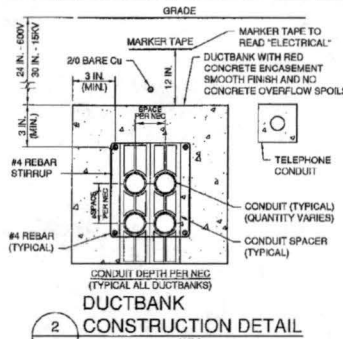 GRADE
24 IN. - 600V
30 IN. - 15KV
MARKER TAPE
MARKER TAPE TO
READ "ELECTRICAL"
2/0 BARE Cu
12 IN.
DUCTBANK WITH RED
CONCRETE ENCASEMENT
SMOOTH FINISH AND NO
CONCRETE OVERFLOW SPOILS
3 IN.
(MIN.)
SPACE
PER NEC
3 IN.
(MIN.)
TELEPHONE
CONDUIT
#4 REBAR
STIRRUP
SPACE
PER NEC
CONDUIT (TYPICAL)
(QUANTITY VARIES)
#4 REBAR
(TYPICAL)
CONDUIT SPACER
(TYPICAL)
CONDUIT DEPTH PER NEC
(TYPICAL ALL DUCTBANKS)
DUCTBANK
2 CONSTRUCTION DETAIL